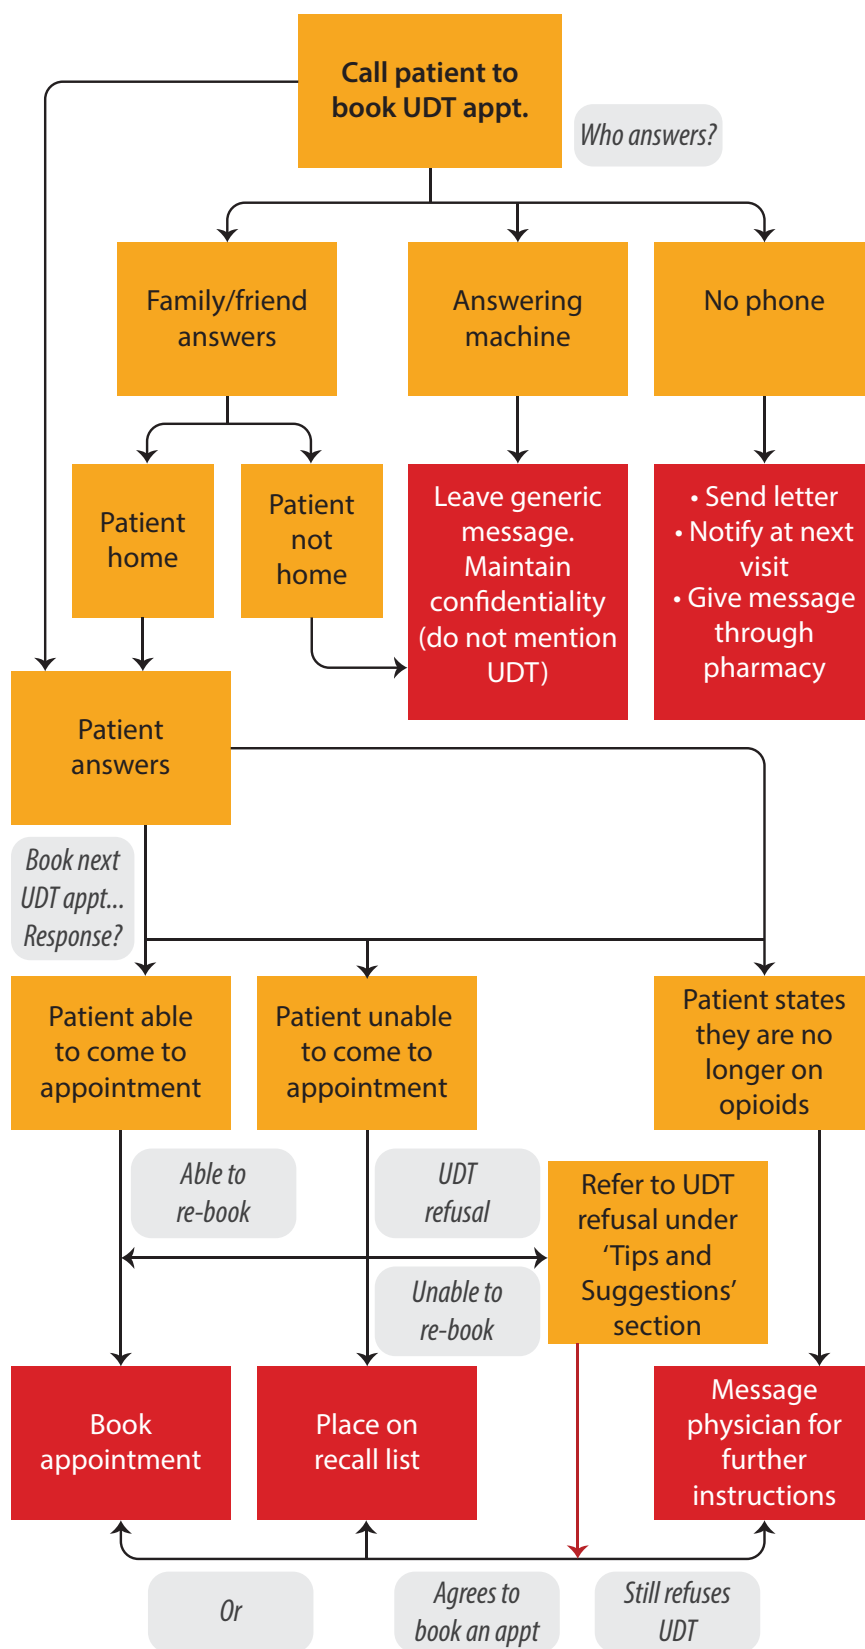 Call patient to
book UDT appt.
Who answers?
Family/friend
answers
Answering
machine
No phone
Patient
home
Patient
not
home
Leave generic
message.
Maintain
confidentiality
(do not mention
UDT)
• Send letter
• Notify at next
visit
• Give message
through
pharmacy
Patient
answers
Book next
UDT appt...
Response?
Patient able
to come to
appointment
Patient unable
to come to
appointment
Patient states
they are no
longer on
opioids
Able to
re-book
UDT
refusal
Unable to
re-book
Refer to UDT
refusal under
‘Tips and
Suggestions’
section
Book
appointment
Place on
recall list
Message
physician for
further
instructions
Or
Agrees to
book an appt
Still refuses
UDT